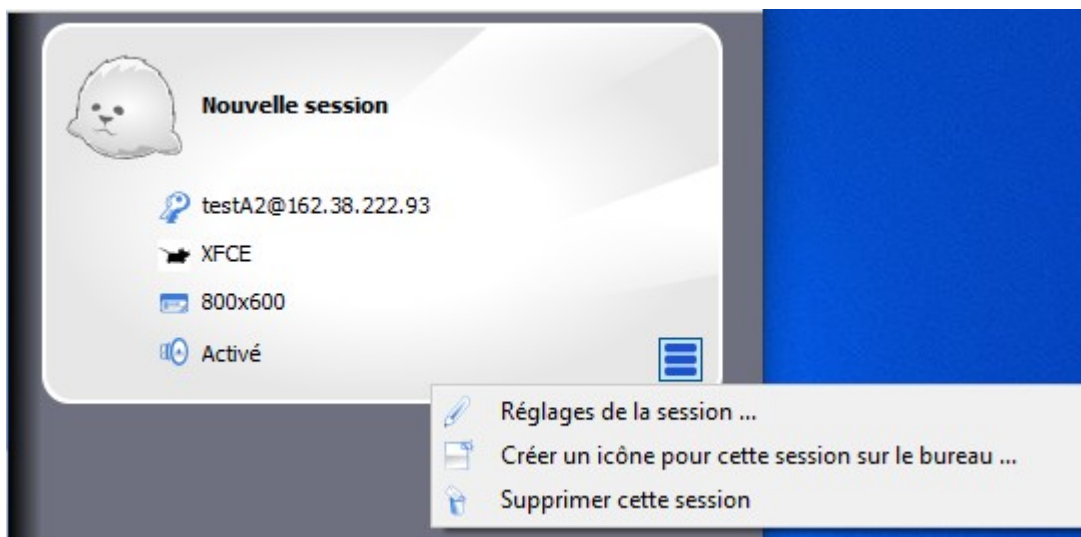 Nouvelle session
testA2@162.38.222.93
XFCE
800x600
Activé
Réglages de la session ...
Créer un icône pour cette session sur le bureau ...
Supprimer cette session